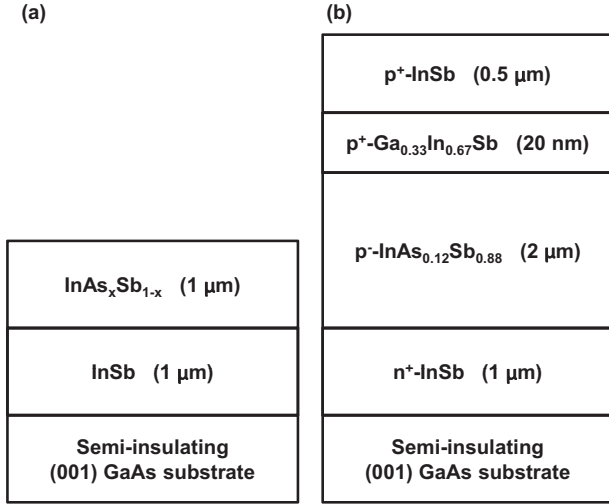 (a)
InAsₓSb₁₋ₓ (1 µm)
InSb (1 µm)
Semi-insulating
(001) GaAs substrate
(b)
p⁺-InSb (0.5 µm)
p⁺-Ga₀.₃₃In₀.₆₇Sb (20 nm)
p⁻-InAs₀.₁₂Sb₀.₈₈ (2 µm)
n⁺-InSb (1 µm)
Semi-insulating
(001) GaAs substrate